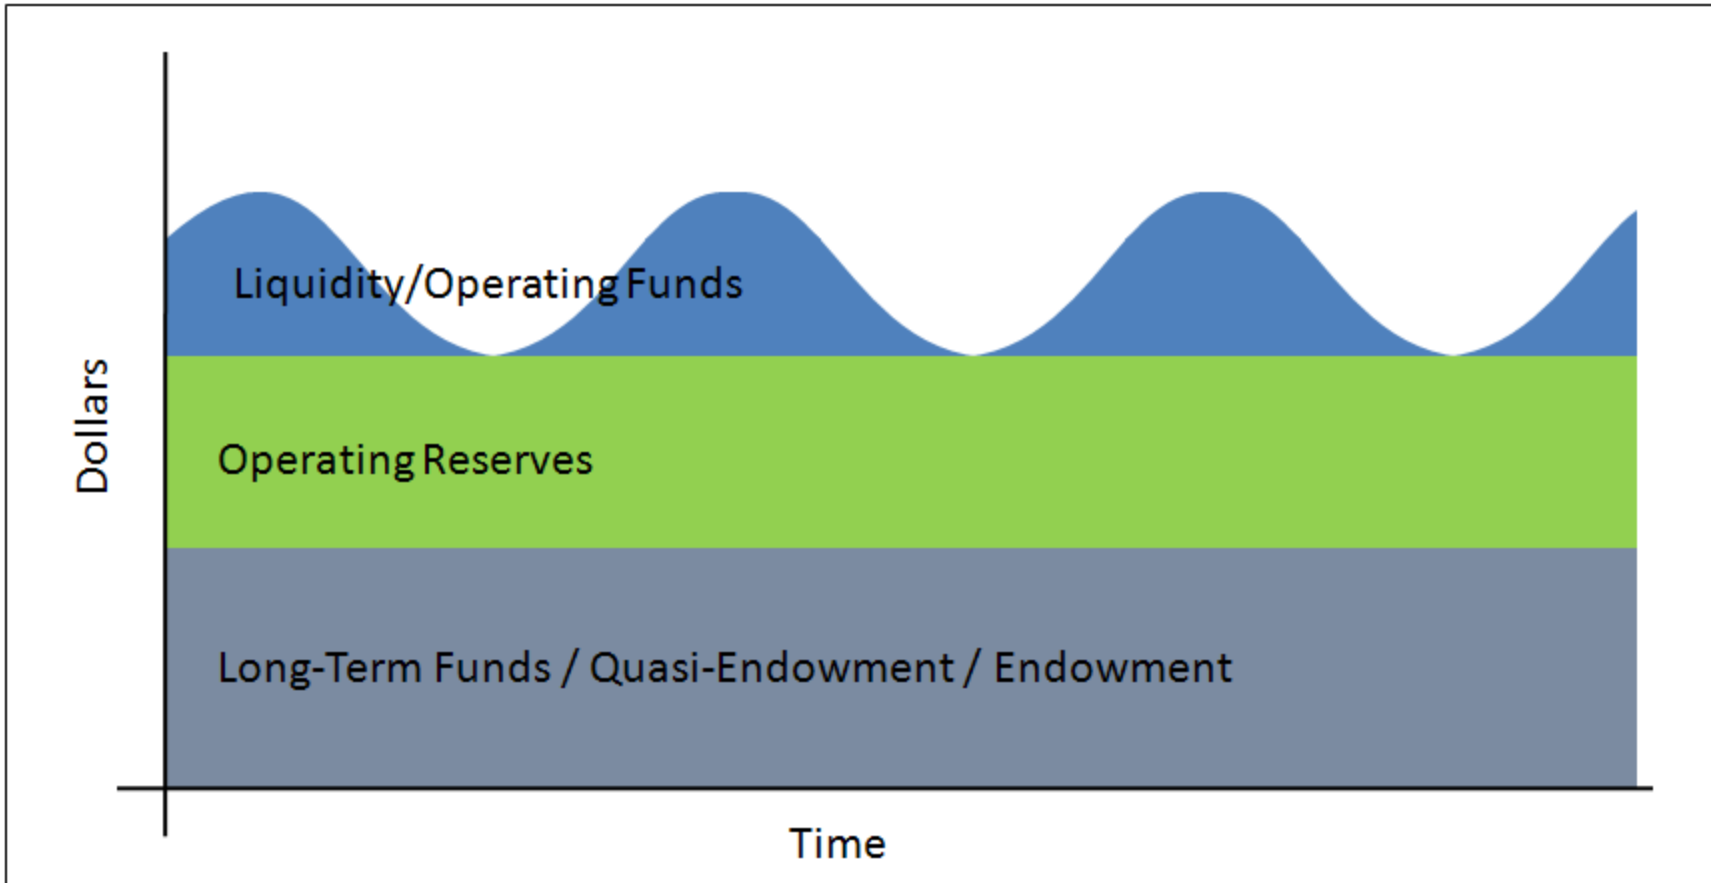 Liquidity/Operating Funds
Dollars
Operating Reserves
Long-Term Funds / Quasi-Endowment / Endowment
Time